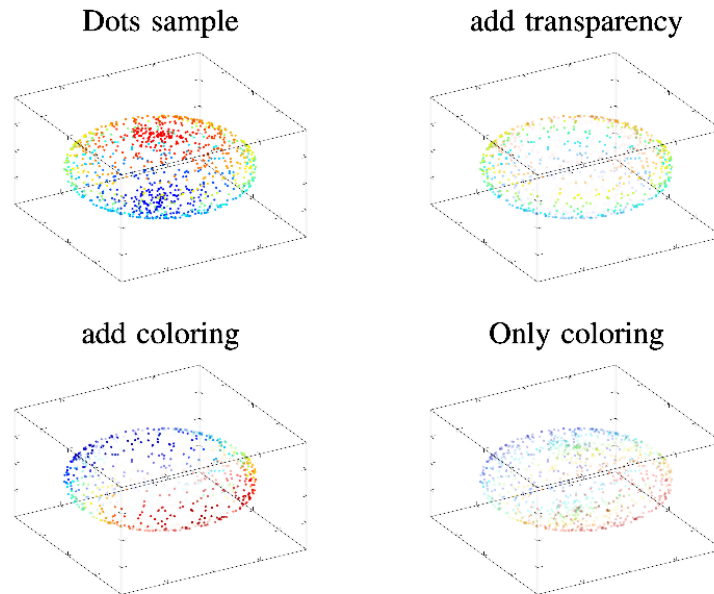 Dots sample
add transparency
add coloring
Only coloring